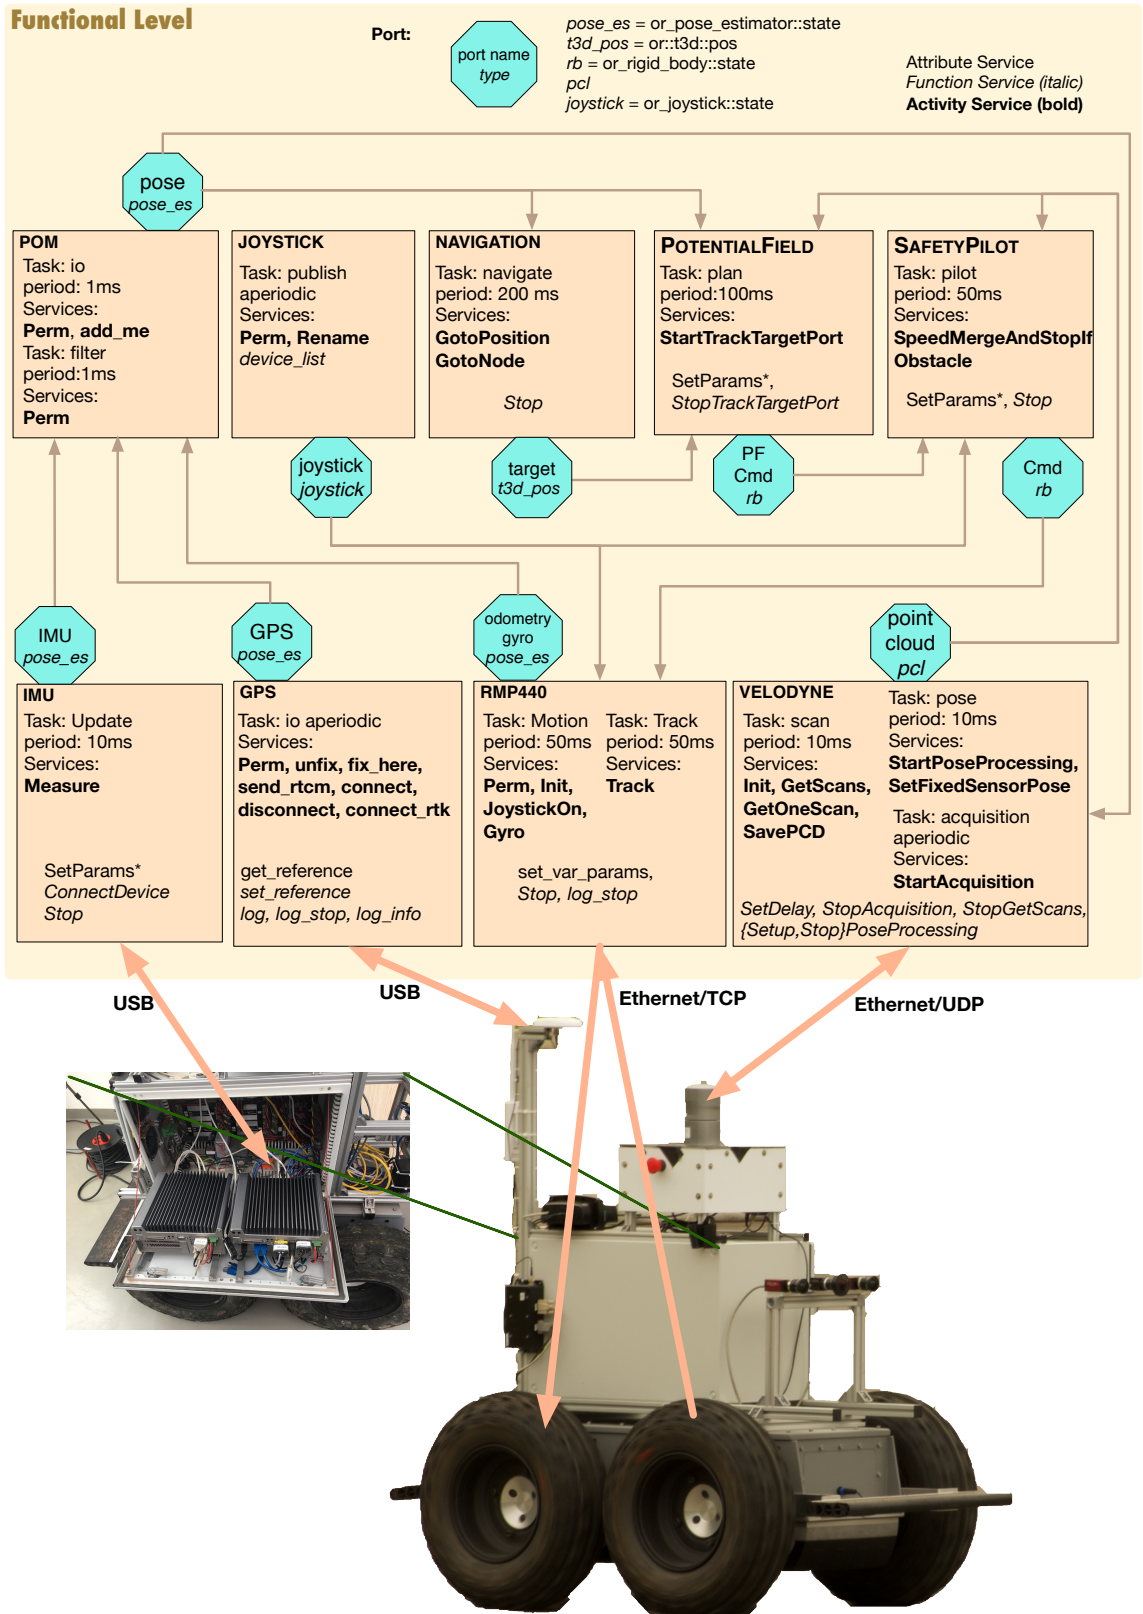 Functional Level
Port:
port name
type
pose_es = or_pose_estimator::state
t3d_pos = or::t3d::pos
rb = or_rigid_body::state
pcl
joystick = or_joystick::state
Attribute Service
Function Service (italic)
Activity Service (bold)
pose
pose_es
POM
Task: io
period: 1ms
Services:
Perm, add_me
Task: filter
period:1ms
Services:
Perm
JOYSTICK
Task: publish
aperiodic
Services:
Perm, Rename
device_list
NAVIGATION
Task: navigate
period: 200 ms
Services:
GotoPosition
GotoNode
Stop
POTENTIALFIELD
Task: plan
period:100ms
Services:
StartTrackTargetPort
SetParams*,
StopTrackTargetPort
SAFETYPILOT
Task: pilot
period: 50ms
Services:
SpeedMergeAndStopIf
Obstacle
SetParams*, Stop
joystick
joystick
target
t3d_pos
PF
Cmd
rb
Cmd
rb
IMU
pose_es
GPS
pose_es
odometry
gyro
pose_es
point
cloud
pcl
IMU
Task: Update
period: 10ms
Services:
Measure
SetParams*
ConnectDevice
Stop
GPS
Task: io aperiodic
Services:
Perm, unfix, fix_here,
send_rtcm, connect,
disconnect, connect_rtk
get_reference
set_reference
log, log_stop, log_info
RMP440
Task: Motion
period: 50ms
Services:
Perm, Init,
JoystickOn,
Gyro
Task: Track
period: 50ms
Services:
Track
set_var_params,
Stop, log_stop
VELODYNE
Task: scan
period: 10ms
Services:
Init, GetScans,
GetOneScan,
SavePCD
Task: pose
period: 10ms
Services:
StartPoseProcessing,
SetFixedSensorPose
Task: acquisition
aperiodic
Services:
StartAcquisition
SetDelay, StopAcquisition, StopGetScans,
{Setup,Stop}PoseProcessing
USB
USB
Ethernet/TCP
Ethernet/UDP